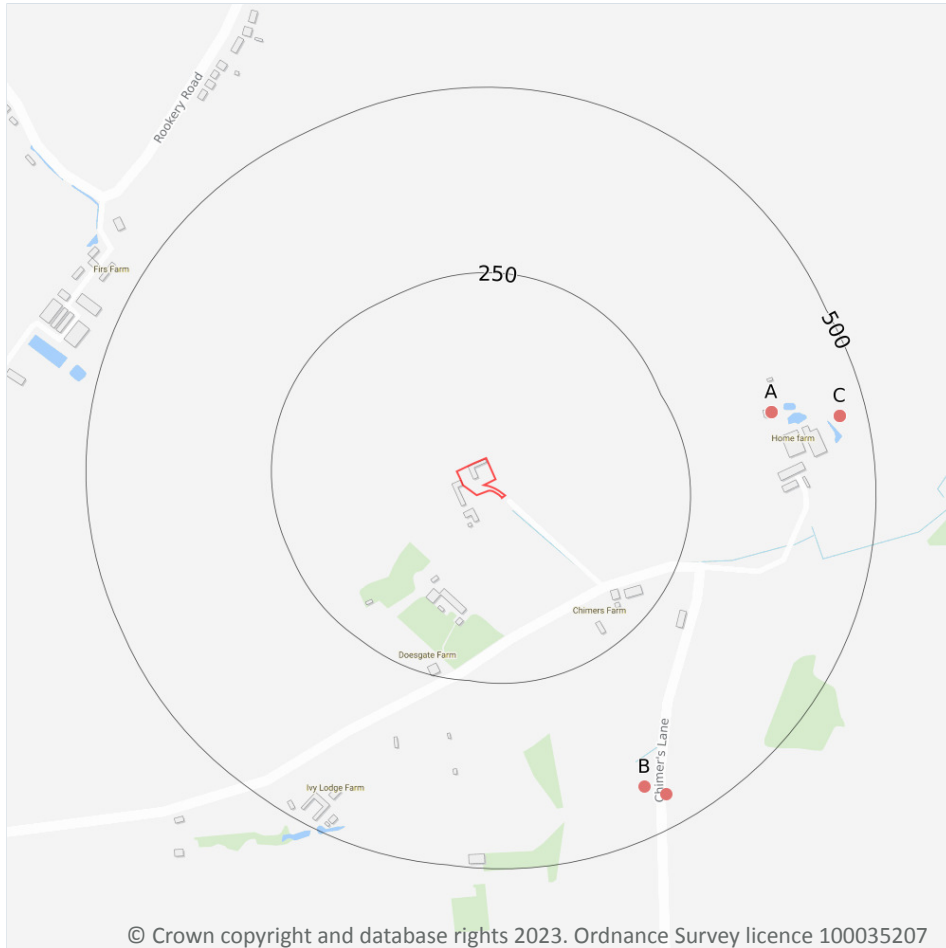 Rookery Road
Firs Farm
250
500
A
C
Home farm
Chimers Farm
Doesgate Farm
Chimer's Lane
B
Ivy Lodge Farm
© Crown copyright and database rights 2023. Ordnance Survey licence 100035207